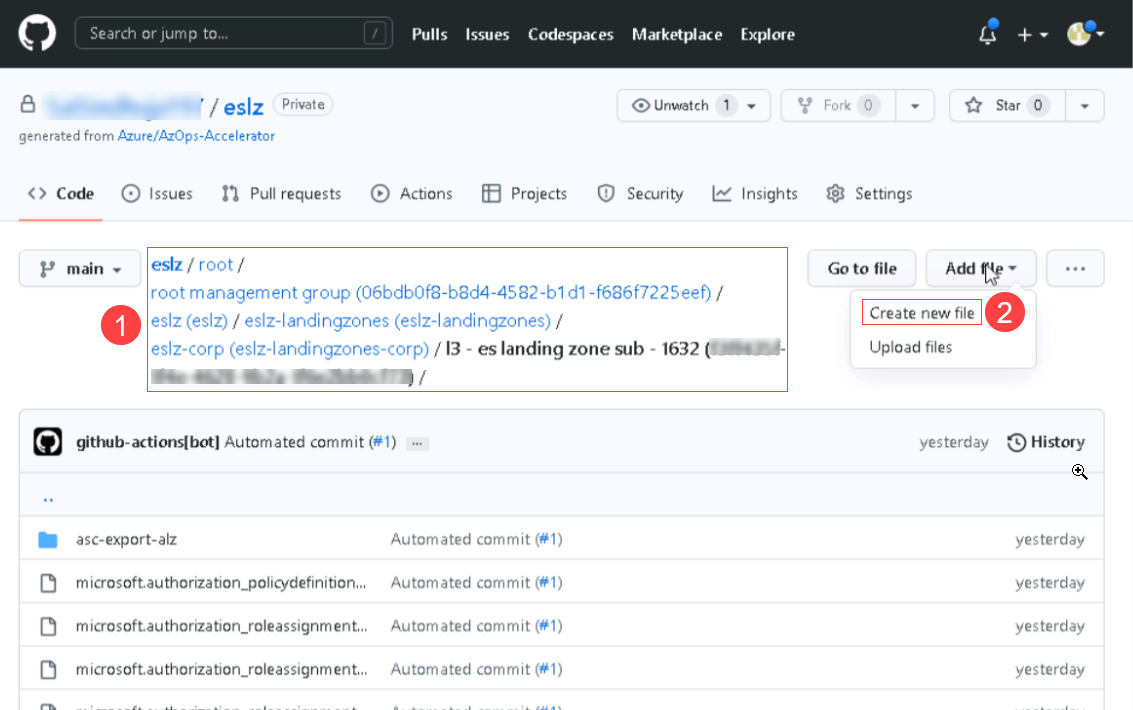 Search or jump to... /
Pulls Issues Codespaces Marketplace Explore
/ eslz Private
Unwatch 1 Fork 0 Star 0
generated from Azure/AzOps-Accelerator
Code Issues Pull requests Actions Projects Security Insights Settings
main
eslz / root /
root management group (06bdb0f8-b8d4-4582-b1d1-f686f7225eef) /
eslz (eslz) / eslz-landingzones (eslz-landingzones) /
eslz-corp (eslz-landingzones-corp) / l3 - es landing zone sub - 1632 (
) /
1
Go to file Add file ...
Create new file 2
Upload files
github-actions[bot] Automated commit (#1) ... yesterday History
..
asc-export-alz Automated commit (#1) yesterday
microsoft.authorization_policydefinition... Automated commit (#1) yesterday
microsoft.authorization_roleassignment... Automated commit (#1) yesterday
microsoft.authorization_roleassignment... Automated commit (#1) yesterday